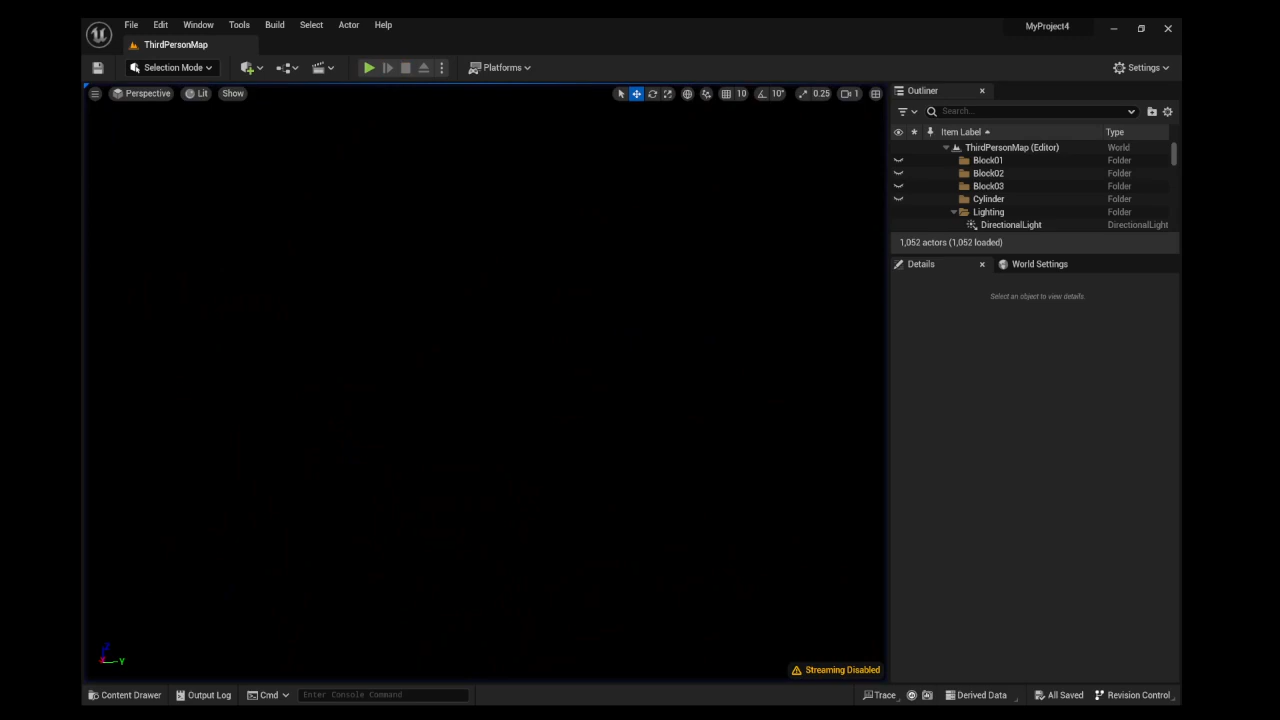 File Edit Window Tools Build Select Actor Help
MyProject4
ThirdPersonMap
Selection Mode
Platforms
Settings
Perspective Lit Show
10 10° 0.25 1
Outliner
Search...
Item Label Type
ThirdPersonMap (Editor) World
Block01 Folder
Block02 Folder
Block03 Folder
Cylinder Folder
Lighting Folder
DirectionalLight DirectionalLight
1,052 actors (1,052 loaded)
Details World Settings
Select an object to view details.
Y
Streaming Disabled
Content Drawer Output Log Cmd Enter Console Command
Trace Derived Data All Saved Revision Control